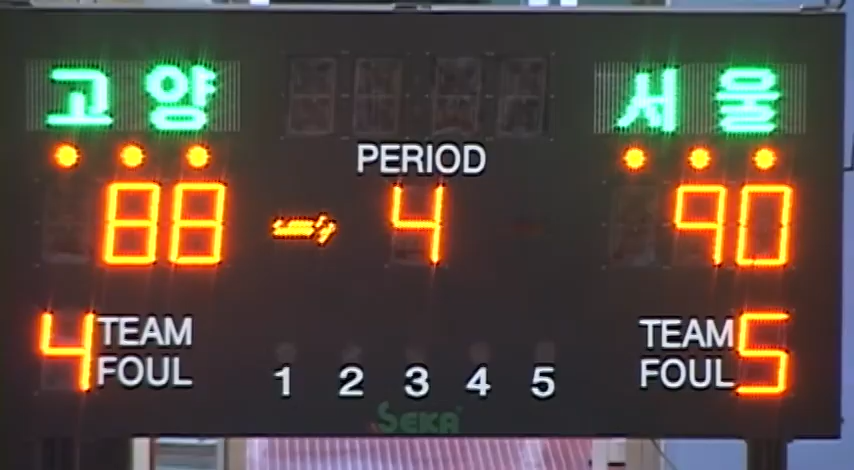 고양 서울
PERIOD
88 4 90
4 TEAM FOUL
TEAM FOUL 5
1 2 3 4 5
SEKA